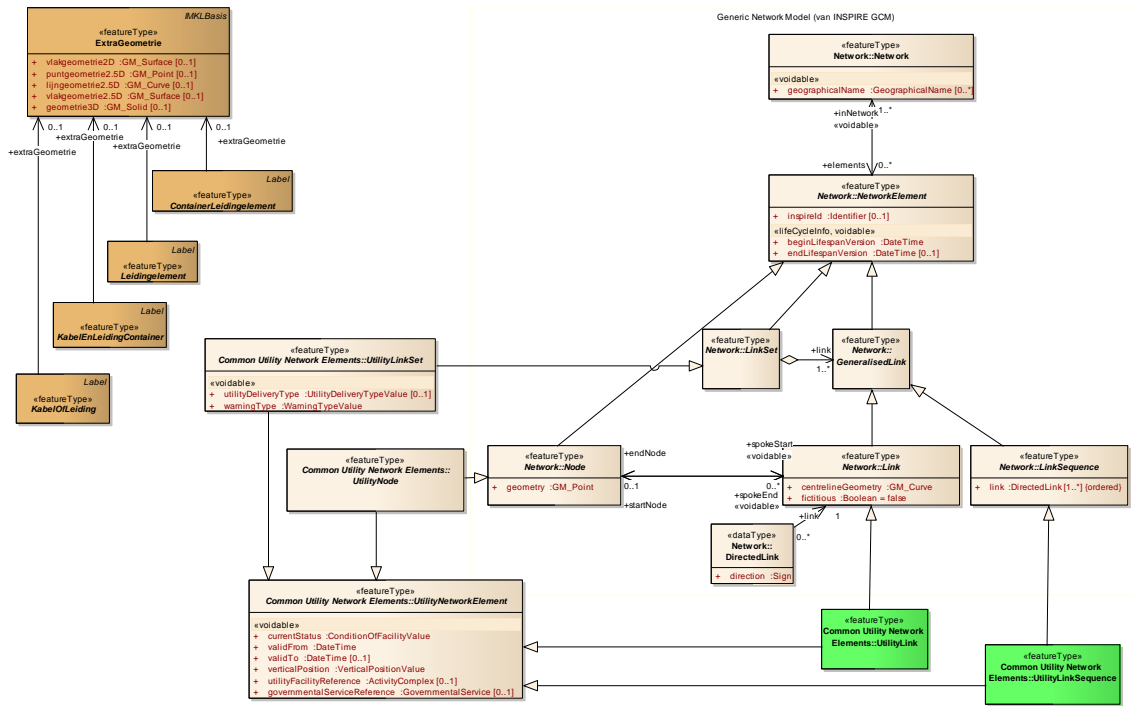 Generic Network Model (van INSPIRE GCM)
IMKLBasis
«featureType»
ExtraGeometrie
+ vlakgeometrie2D :GM_Surface [0..1]
+ puntgeometrie2.5D :GM_Point [0..1]
+ lijngeometrie2.5D :GM_Curve [0..1]
+ vlakgeometrie2.5D :GM_Surface [0..1]
+ geometrie3D :GM_Solid [0..1]
0..1
0..1
0..1
0..1
+extraGeometrie
+extraGeometrie
+extraGeometrie
+extraGeometrie
Label
«featureType»
ContainerLeidingelement
Label
«featureType»
Leidingelement
Label
«featureType»
KabelEnLeidingContainer
Label
«featureType»
KabelOfLeiding
«featureType»
Network::Network
«voidable»
+ geographicalName :GeographicalName [0..*]
+inNetwork
1..*
«voidable»
+elements
0..*
«featureType»
Network::NetworkElement
+ inspireId :Identifier [0..1]
«lifeCycleInfo, voidable»
+ beginLifespanVersion :DateTime
+ endLifespanVersion :DateTime [0..1]
«featureType»
Network::LinkSet
+link
1..*
«featureType»
Network::
GeneralisedLink
«featureType»
Common Utility Network Elements::UtilityLinkSet
«voidable»
+ utilityDeliveryType :UtilityDeliveryTypeValue [0..1]
+ warningType :WarningTypeValue
«featureType»
Common Utility Network Elements::
UtilityNode
«featureType»
Network::Node
+ geometry :GM_Point
+endNode
0..1
+startNode
+spokeStart
«voidable»
0..*
+spokeEnd
«voidable»
«featureType»
Network::Link
+ centrelineGeometry :GM_Curve
+ fictitious :Boolean = false
«featureType»
Network::LinkSequence
+ link :DirectedLink [1..*] {ordered}
+link
1
0..*
«dataType»
Network::
DirectedLink
+ direction :Sign
«featureType»
Common Utility Network Elements::UtilityNetworkElement
«voidable»
+ currentStatus :ConditionOfFacilityValue
+ validFrom :DateTime
+ validTo :DateTime [0..1]
+ verticalPosition :VerticalPositionValue
+ utilityFacilityReference :ActivityComplex [0..1]
+ governmentalServiceReference :GovernmentalService [0..1]
«featureType»
Common Utility Network
Elements::UtilityLink
«featureType»
Common Utility Network
Elements::UtilityLinkSequence